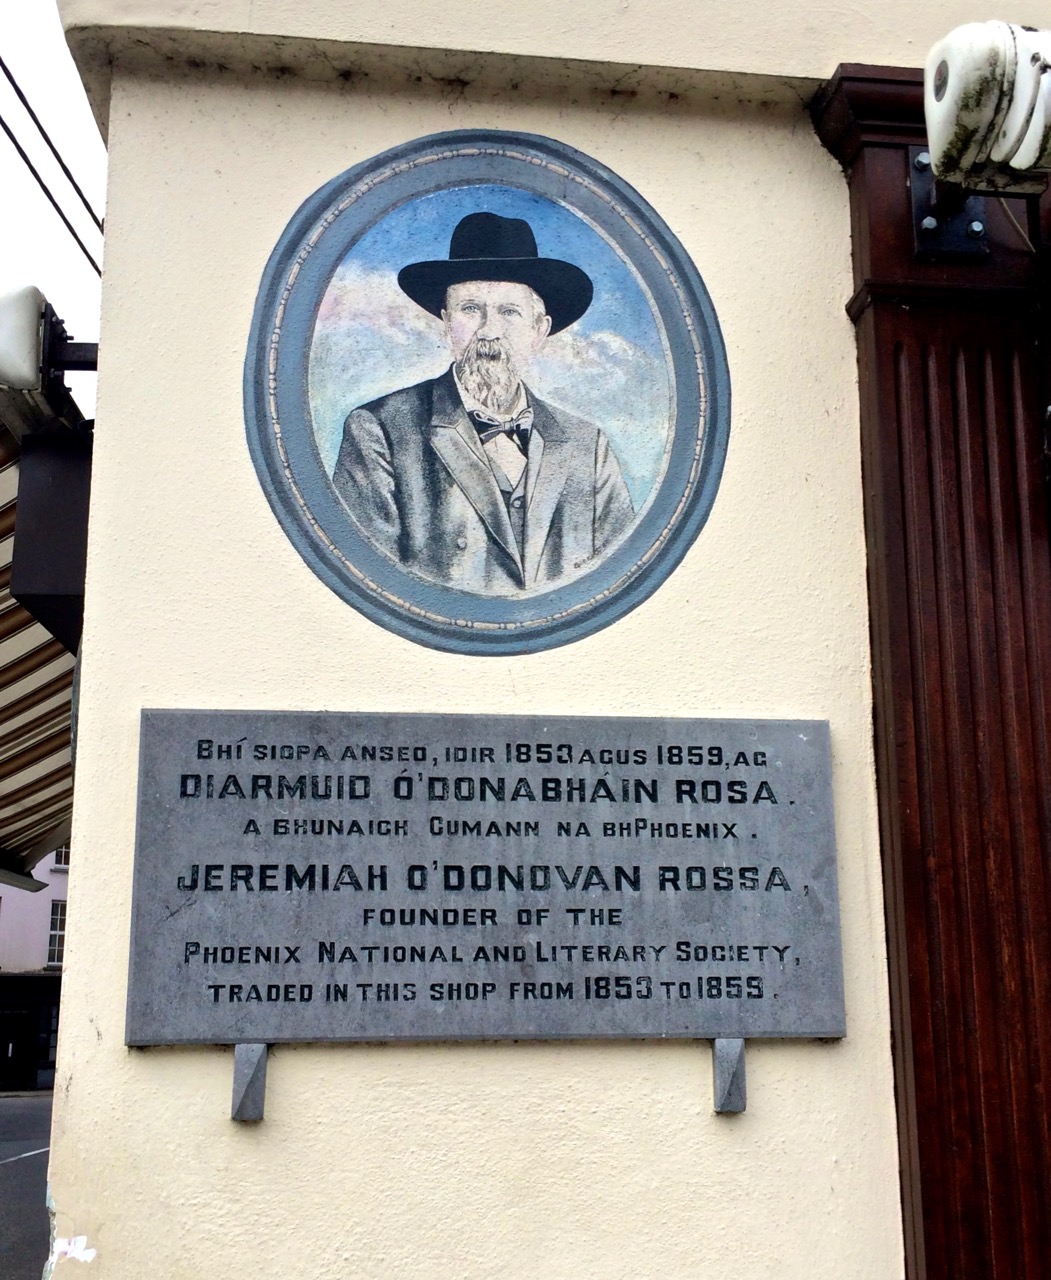 BHÍ SIOPA ANSEO, IDIR 1853 AGUS 1859, AG
DIARMUID Ó'DONNABHÁIN ROSA.
A BHUNAIGH CUMANN NA BHPHOENIX.
JEREMIAH O'DONOVAN ROSSA,
FOUNDER OF THE
PHOENIX NATIONAL AND LITERARY SOCIETY,
TRADED IN THIS SHOP FROM 1853 TO 1859.